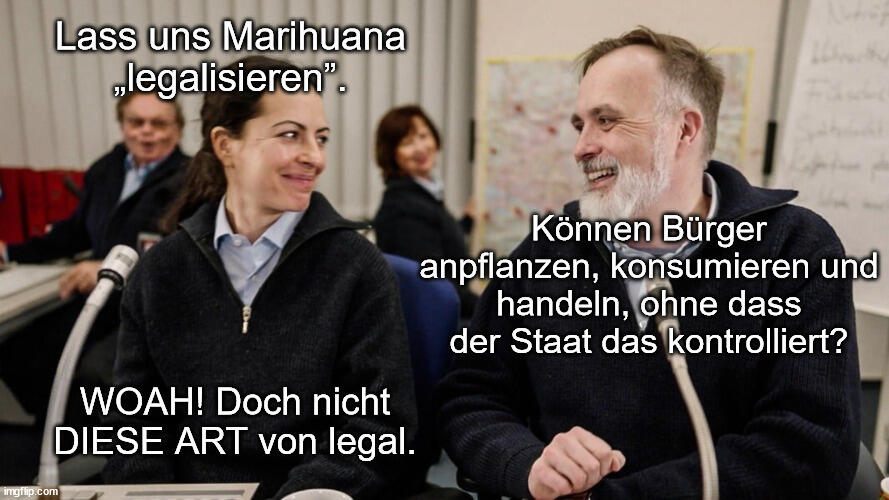 Lass uns Marihuana
„legalisieren”.
Können Bürger
anpflanzen, konsumieren und
handeln, ohne dass
der Staat das kontrolliert?
WOAH! Doch nicht
DIESE ART von legal.
imgflip.com